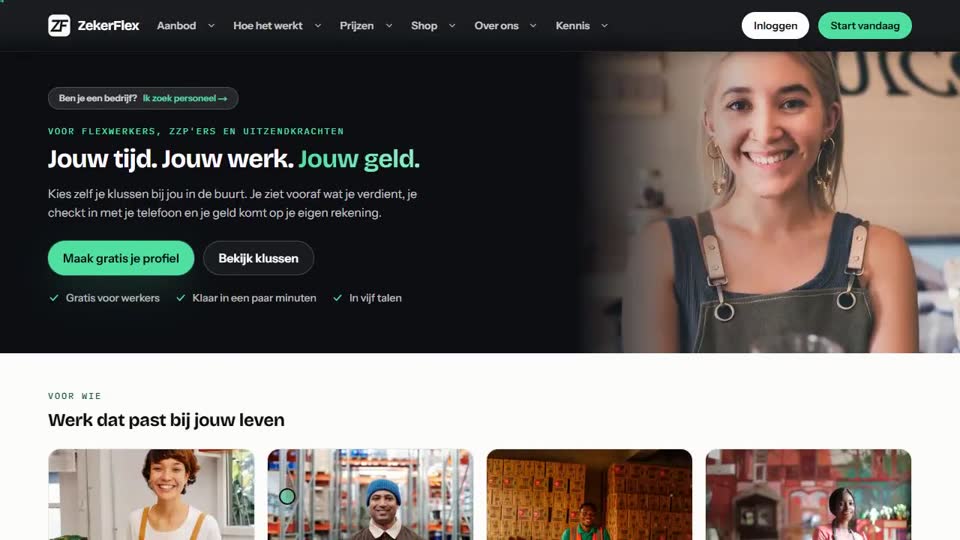 ZF ZekerFlex Aanbod Hoe het werkt Prijzen Shop Over ons Kennis Inloggen Start vandaag
Ben je een bedrijf? Ik zoek personeel →
VOOR FLEXWERKERS, ZZP'ERS EN UITZENDKRACHTEN
Jouw tijd. Jouw werk. Jouw geld.
Kies zelf je klussen bij jou in de buurt. Je ziet vooraf wat je verdient, je
checkt in met je telefoon en je geld komt op je eigen rekening.
Maak gratis je profiel Bekijk klussen
Gratis voor werkers Klaar in een paar minuten In vijf talen
VOOR WIE
Werk dat past bij jouw leven